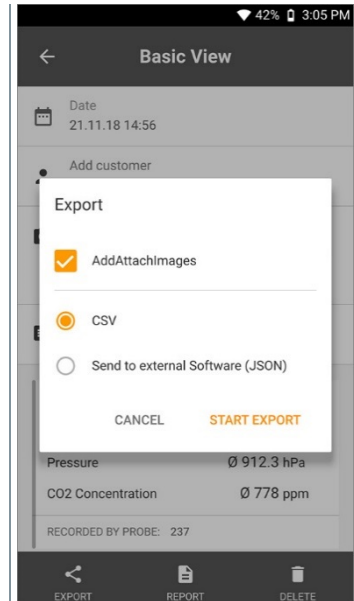 42% 3:05 PM
Basic View
Date
21.11.18 14:56
Add customer
Export
AddAttachImages
CSV
Send to external Software (JSON)
CANCEL START EXPORT
Pressure Ø 912.3 hPa
CO2 Concentration Ø 778 ppm
RECORDED BY PROBE: 237
EXPORT REPORT DELETE